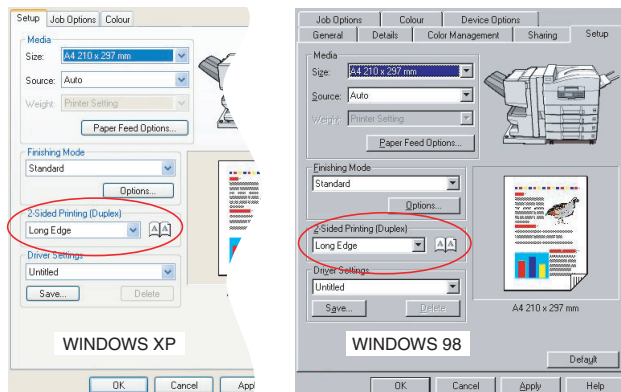 Setup Job Options Colour
Media
Size: A4 210 x 297 mm
Source: Auto
Weight: Printer Setting
Paper Feed Options...
Finishing Mode
Standard
Options...
2-Sided Printing (Duplex)
Long Edge
A A
Driver Settings
Untitled
Save... Delete
WINDOWS XP
OK Cancel Appl
Job Options Colour Device Options
General Details Color Management Sharing Setup
Media
Size: A4 210 x 297 mm
Source: Auto
Weight: Printer Setting
Paper Feed Options...
Finishing Mode
Standard
Options...
2-Sided Printing (Duplex)
Long Edge
A A
Driver Settings
Untitled
Save... Delete
A4 210 x 297 mm
WINDOWS 98
Default
OK Cancel Apply Help